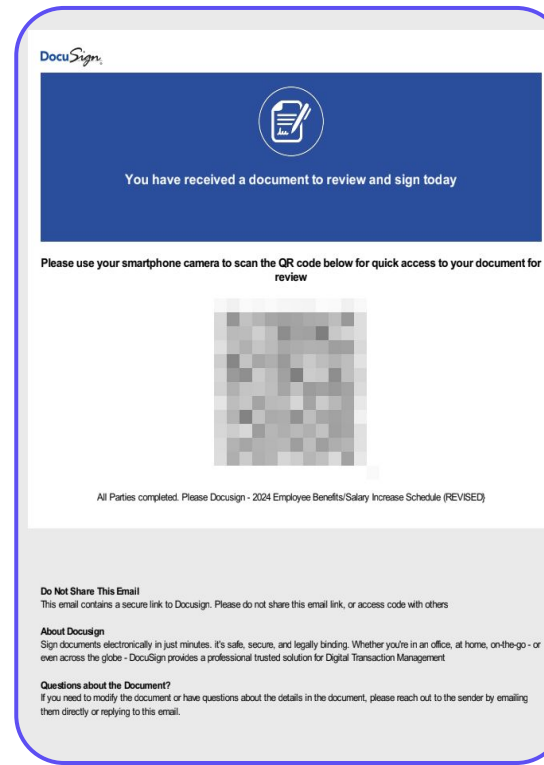 DocuSign
You have received a document to review and sign today
Please use your smartphone camera to scan the QR code below for quick access to your document for
review
All Parties completed. Please Docusign - 2024 Employee Benefits/Salary Increase Schedule (REVISED}
Do Not Share This Email
This email contains a secure link to Docusign. Please do not share this email link, or access code with others
About Docusign
Sign documents electronically in just minutes. it's safe, secure, and legally binding. Whether you're in an office, at home, on-the-go - or
even across the globe - DocuSign provides a professional trusted solution for Digital Transaction Management
Questions about the Document?
If you need to modify the document or have questions about the details in the document, please reach out to the sender by emailing
them directly or replying to this email.